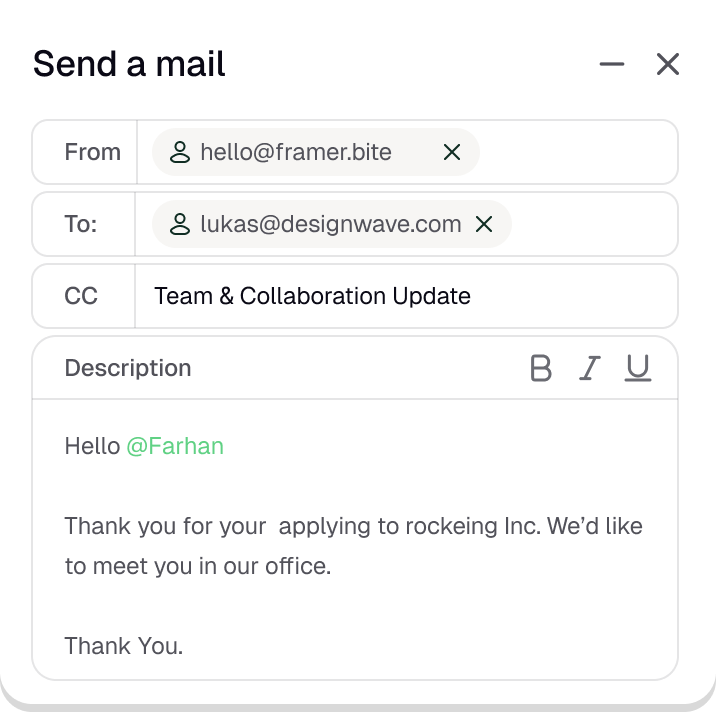 Send a mail
From hello@framer.bite
To: lukas@designwave.com
CC Team & Collaboration Update
Description B I U
Hello @Farhan
Thank you for your  applying to rockeing Inc. We’d like
to meet you in our office.
Thank You.